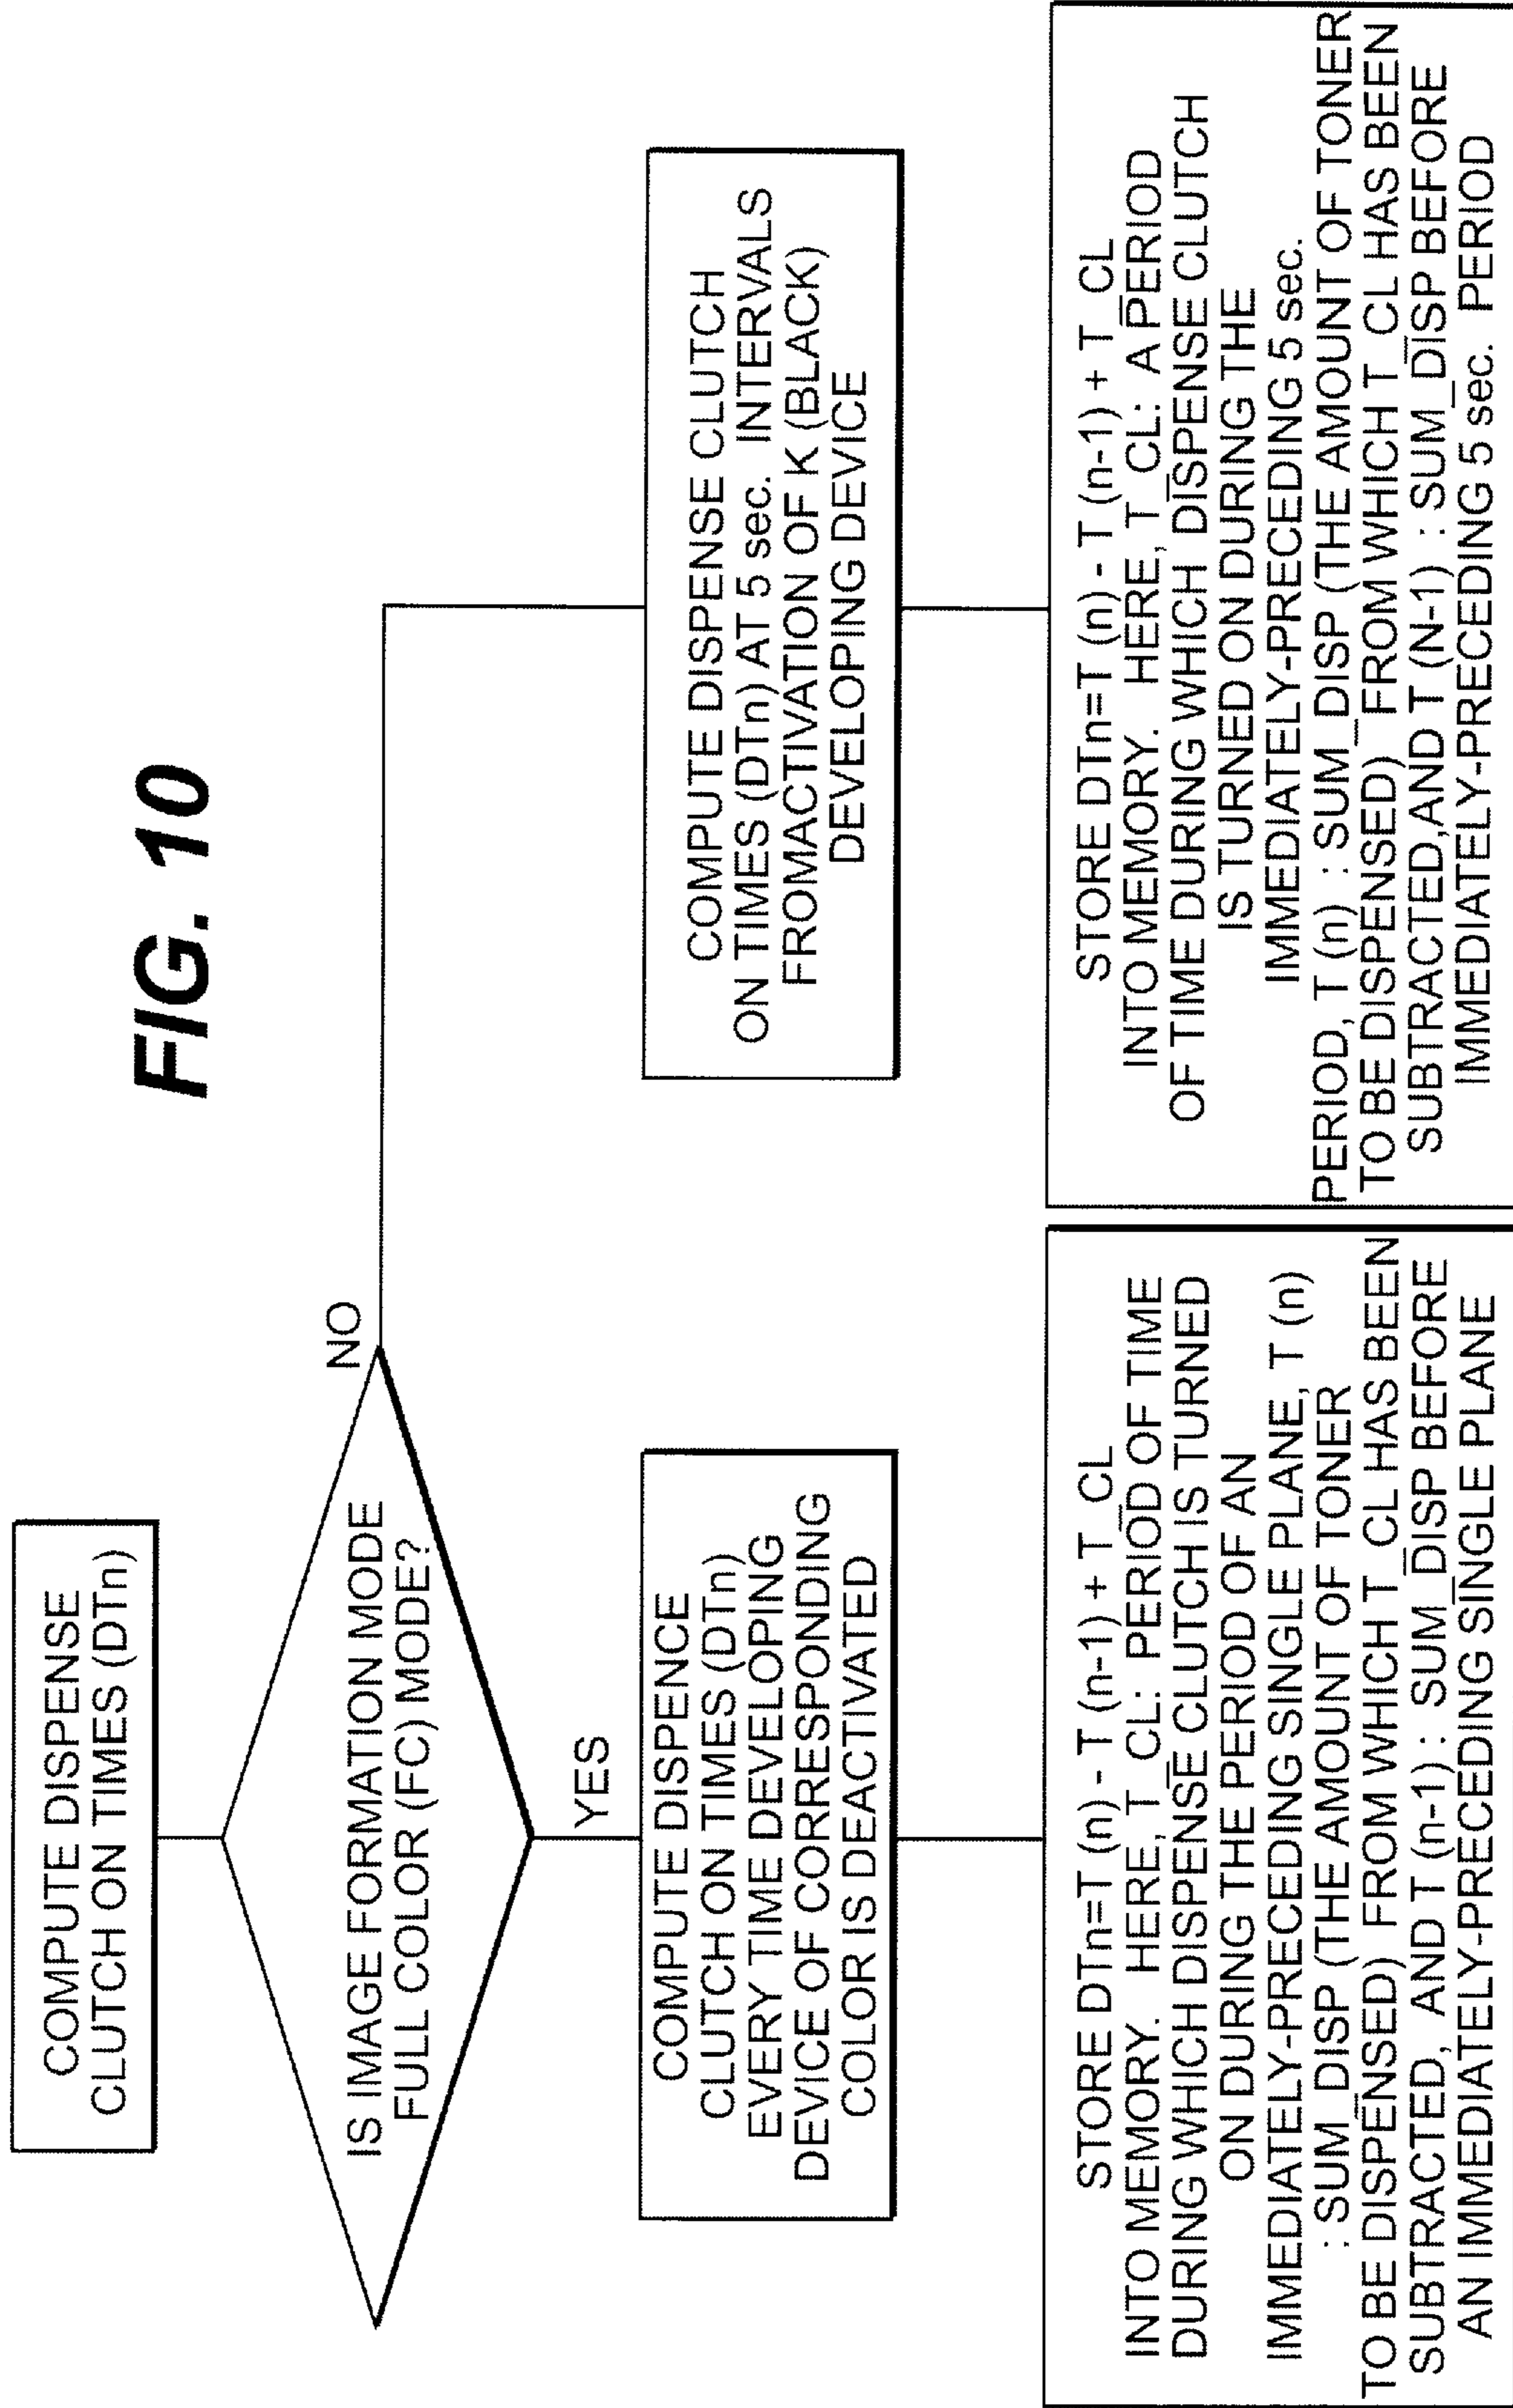 FIG. 10
COMPUTE DISPENSE
CLUTCH ON TIMES (DTn)
IS IMAGE FORMATION MODE
FULL COLOR (FC) MODE?
NO
YES
COMPUTE DISPENCE
CLUTCH ON TIMES (DTn)
EVERY TIME DEVELOPING
DEVICE OF CORRESPONDING
COLOR IS DEACTIVATED
COMPUTE DISPENSE CLUTCH
ON TIMES (DTn) AT 5 sec. INTERVALS
FROMACTIVATION OF K (BLACK)
DEVELOPING DEVICE
STORE DTn=T (n) - T (n-1) + T_CL
INTO MEMORY. HERE, T_CL: PERIOD OF TIME
DURING WHICH DISPENSE CLUTCH IS TURNED
ON DURING THE PERIOD OF AN
IMMEDIATELY-PRECEDING SINGLE PLANE, T (n)
: SUM_DISP (THE AMOUNT OF TONER
TO BE DISPENSED) FROM WHICH T_CL HAS BEEN
SUBTRACTED, AND T (n-1) : SUM_DISP BEFORE
AN IMMEDIATELY-PRECEDING SINGLE PLANE
STORE DTn=T (n) - T (n-1) + T_CL
INTO MEMORY. HERE, T_CL: A PERIOD
OF TIME DURING WHICH DISPENSE CLUTCH
IS TURNED ON DURING THE
IMMEDIATELY-PRECEDING 5 sec.
PERIOD, T (n) : SUM_DISP (THE AMOUNT OF TONER
TO BE DISPENSED) FROM WHICH T_CL HAS BEEN
SUBTRACTED,AND T (N-1) : SUM_DISP BEFORE
IMMEDIATELY-PRECEDING 5 sec. PERIOD